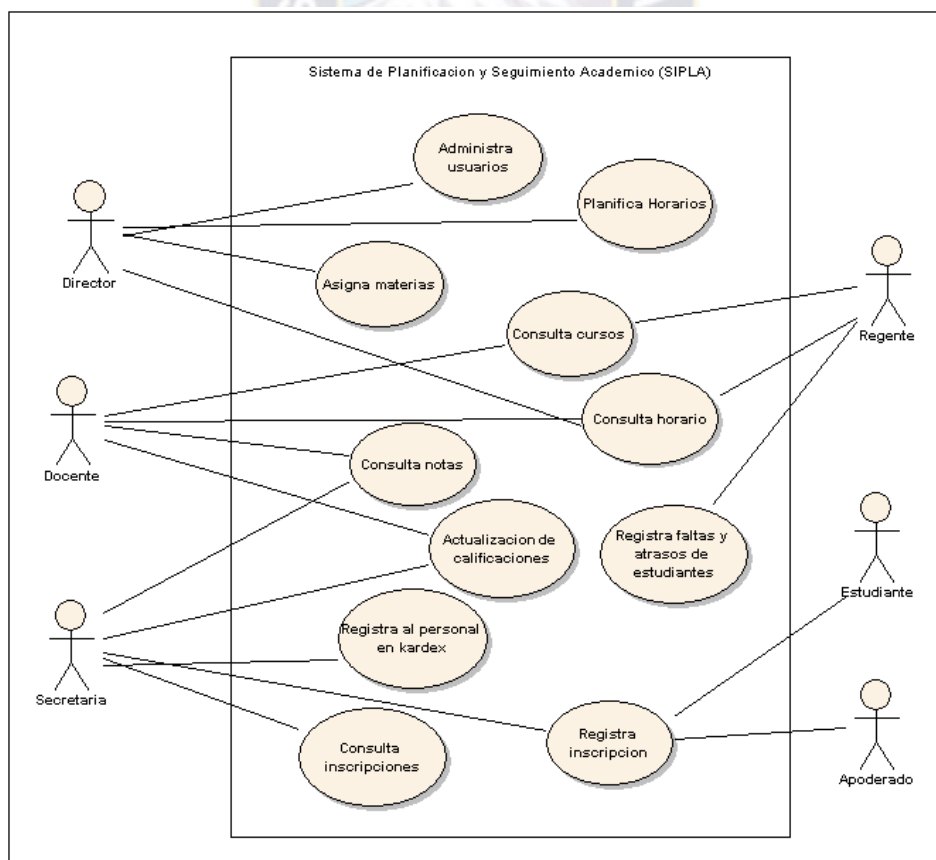 Sistema de Planificacion y Seguimiento Academico (SIPLA)
Administra
usuarios
Planifica Horarios
Director
Asigna materias
Consulta cursos
Regente
Consulta horario
Docente
Consulta notas
Actualizacion de
calificaciones
Registra faltas y
atrasos de
estudiantes
Estudiante
Registra al personal
en kardex
Secretaria
Consulta
inscripciones
Registra
inscripcion
Apoderado